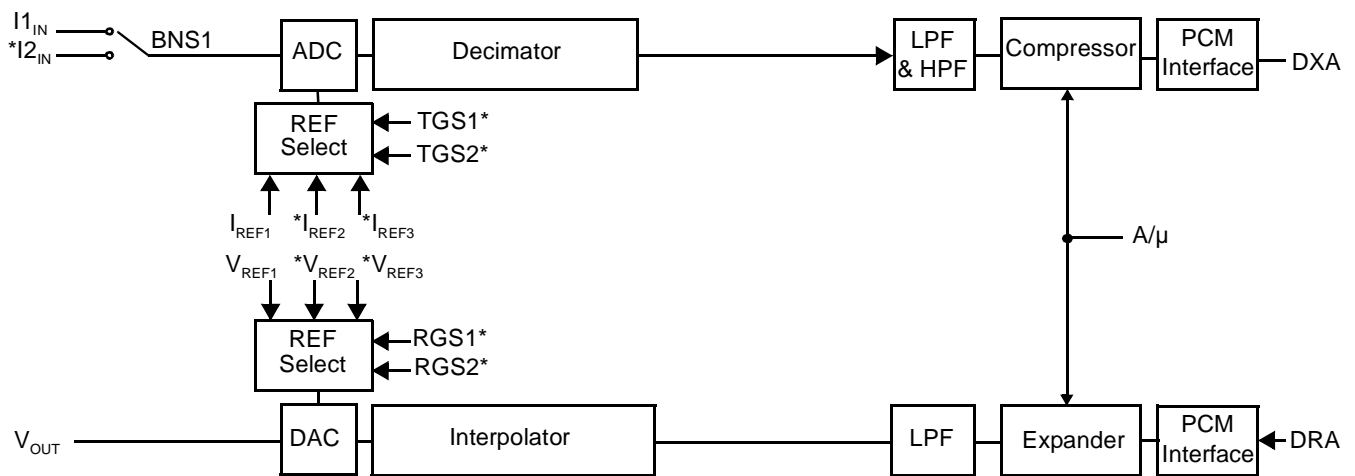 I1IN
*I2IN
BNS1
ADC
Decimator
LPF
& HPF
Compressor
PCM
Interface
DXA
REF
Select
TGS1*
TGS2*
IREF1 *IREF2 *IREF3
A/µ
VREF1 *VREF2 *VREF3
REF
Select
RGS1*
RGS2*
VOUT
DAC
Interpolator
LPF
Expander
PCM
Interface
DRA